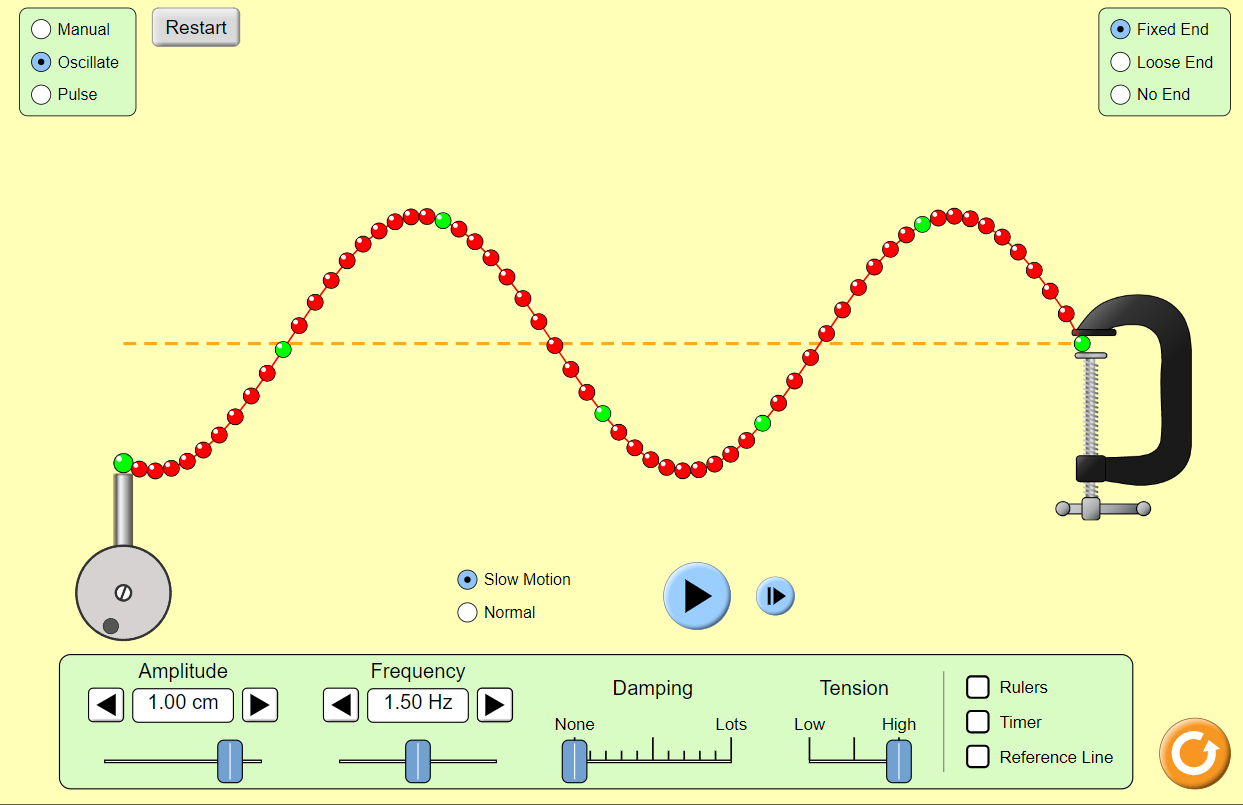 Manual
Oscillate
Pulse
Restart
Fixed End
Loose End
No End
Slow Motion
Normal
Amplitude
1.00 cm
Frequency
1.50 Hz
Damping
None
Lots
Tension
Low
High
Rulers
Timer
Reference Line